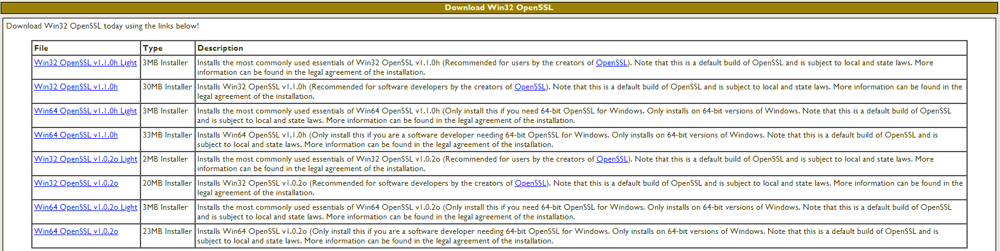 Download Win32 OpenSSL
Download Win32 OpenSSL today using the links below!
File Type Description
Win32 OpenSSL v1.1.0h Light 3MB Installer Installs the most commonly used essentials of Win32 OpenSSL v1.1.0h (Recommended for users by the creators of OpenSSL). Note that this is a default build of OpenSSL and is subject to local and state laws. More
information can be found in the legal agreement of the installation.
Win32 OpenSSL v1.1.0h 30MB Installer Installs Win32 OpenSSL v1.1.0h (Recommended for software developers by the creators of OpenSSL). Note that this is a default build of OpenSSL and is subject to local and state laws. More information can be found in the
legal agreement of the installation.
Win64 OpenSSL v1.1.0h Light 3MB Installer Installs the most commonly used essentials of Win64 OpenSSL v1.1.0h (Only install this if you need 64-bit OpenSSL for Windows. Only installs on 64-bit versions of Windows. Note that this is a default build of OpenSSL
and is subject to local and state laws. More information can be found in the legal agreement of the installation.
Win64 OpenSSL v1.1.0h 33MB Installer Installs Win64 OpenSSL v1.1.0h (Only install this if you are a software developer needing 64-bit OpenSSL for Windows. Only installs on 64-bit versions of Windows. Note that this is a default build of OpenSSL and is
subject to local and state laws. More information can be found in the legal agreement of the installation.
Win32 OpenSSL v1.0.2o Light 2MB Installer Installs the most commonly used essentials of Win32 OpenSSL v1.0.2o (Recommended for users by the creators of OpenSSL). Note that this is a default build of OpenSSL and is subject to local and state laws. More
information can be found in the legal agreement of the installation.
Win32 OpenSSL v1.0.2o 20MB Installer Installs Win32 OpenSSL v1.0.2o (Recommended for software developers by the creators of OpenSSL). Note that this is a default build of OpenSSL and is subject to local and state laws. More information can be found in the
legal agreement of the installation.
Win64 OpenSSL v1.0.2o Light 3MB Installer Installs the most commonly used essentials of Win64 OpenSSL v1.0.2o (Only install this if you need 64-bit OpenSSL for Windows. Only installs on 64-bit versions of Windows. Note that this is a default build of OpenSSL
and is subject to local and state laws. More information can be found in the legal agreement of the installation.
Win64 OpenSSL v1.0.2o 23MB Installer Installs Win64 OpenSSL v1.0.2o (Only install this if you are a software developer needing 64-bit OpenSSL for Windows. Only installs on 64-bit versions of Windows. Note that this is a default build of OpenSSL and is
subject to local and state laws. More information can be found in the legal agreement of the installation.